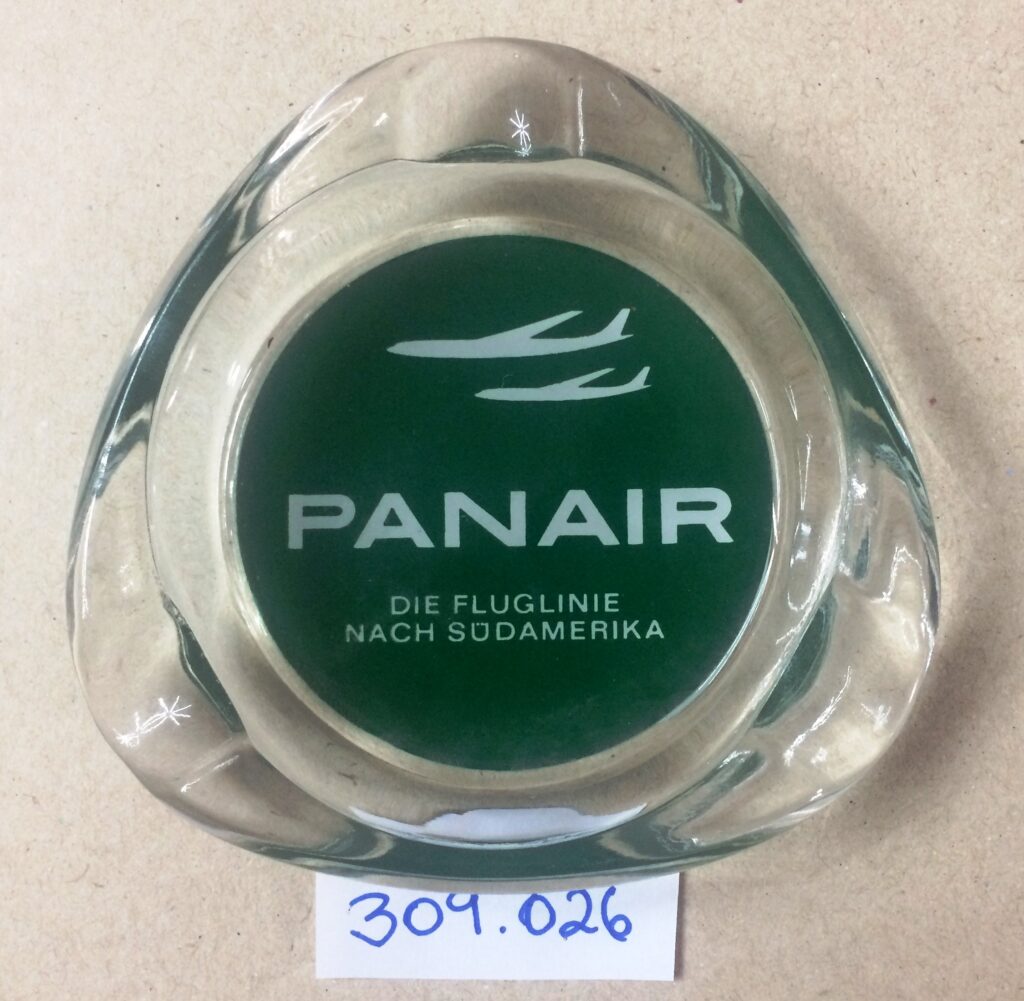 PANAIR
DIE FLUGLINIE
NACH SÜDAMERIKA
309.026